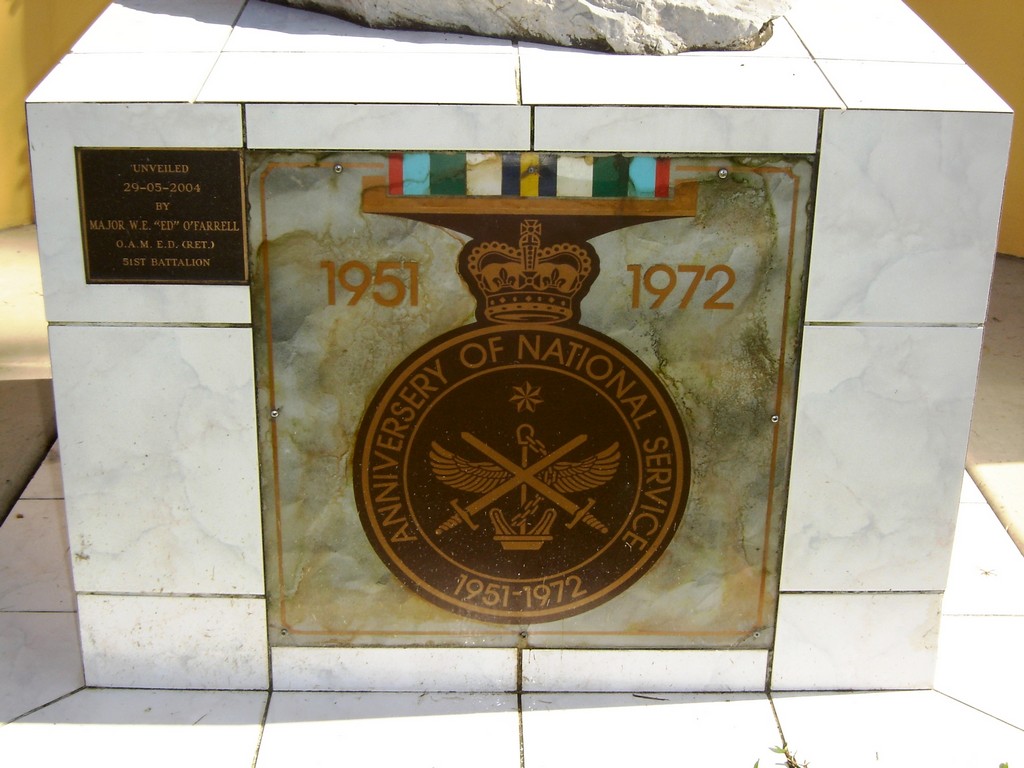 UNVEILED
29-05-2004
BY
MAJOR W.E. "ED" O'FARRELL
O.A.M. E.D. (RET.)
51ST BATTALION
1951 1972
ANNIVERSERY OF NATIONAL SERVICE
1951-1972